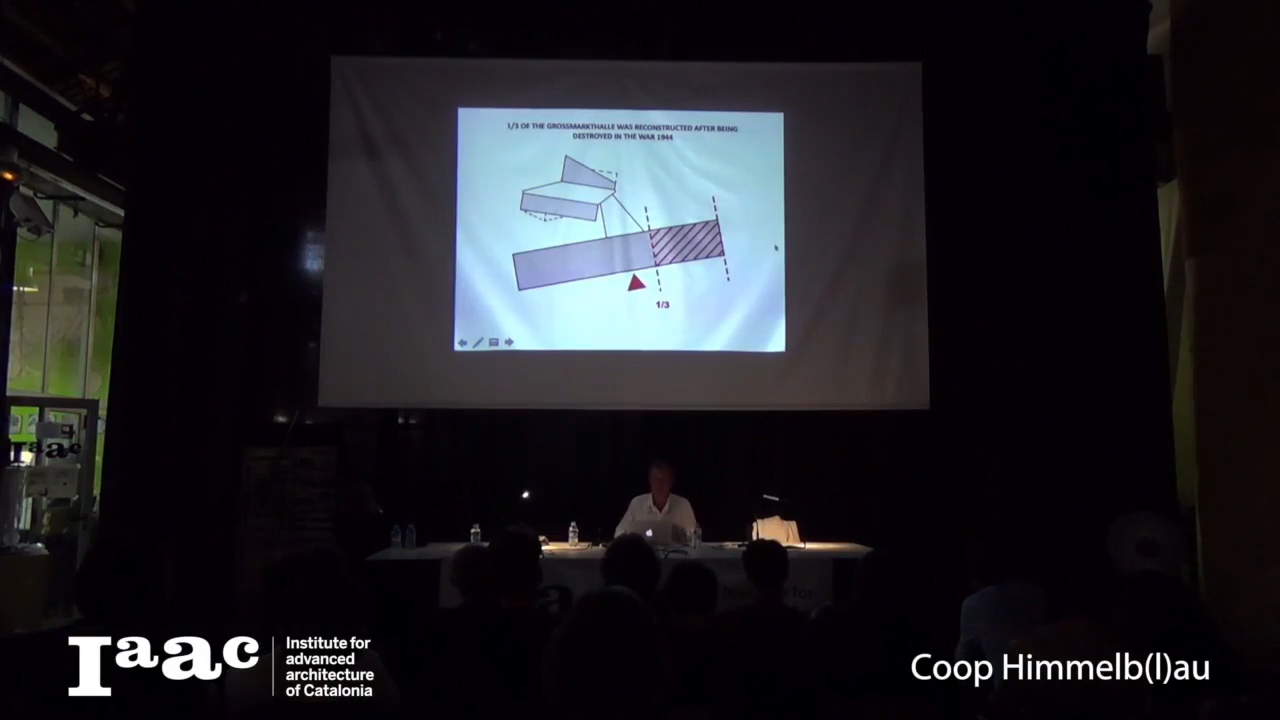 1/3 OF THE GROSSMARKTHALLE WAS RECONSTRUCTED AFTER BEING
DESTROYED IN THE WAR 1944
1/3
Iaac
Iaac
Institute for
advanced
architecture
of Catalonia
Coop Himmelb(l)au